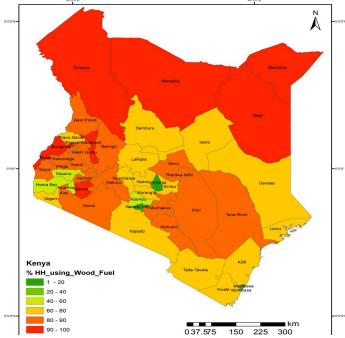 N
Turkana
Marsabit
Mandera
Wajir
West Pokot
Samburu
Isiolo
Trans Nzoia
Elgeyo Marakwet
Bungoma
Uasin Gishu
Baringo
Busia
Kakamega
Nandi
Vihiga
Laikipia
Meru
Siaya
Kisumu
Tharaka Nithi
Kericho
Nyandarua
Nyeri
Embu
Garissa
Homa Bay
Nyamira
Nakuru
Murang'a
Kisii
Bomet
Kiambu
Migori
Narok
Nairobi
Machakos
Kitui
Tana River
Makueni
Lamu
Kajiado
Taita-Taveta
Kilifi
Kwale
Mombasa
Kenya
% HH_using_Wood_Fuel
1 - 20
20 - 40
40 - 60
60 - 80
80 - 90
90 - 100
km
0 37.5 75 150 225 300